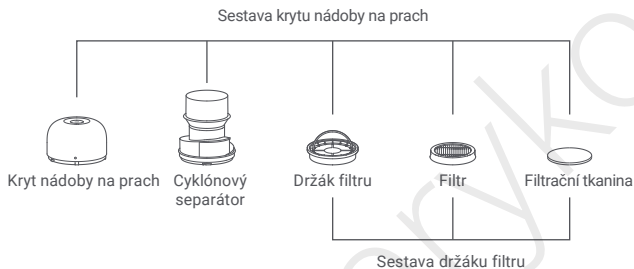 Sestava krytu nádoby na prach
Kryt nádoby na prach
Cyklónový
separátor
Držák filtru
Filtr
Filtrační tkanina
Sestava držáku filtru